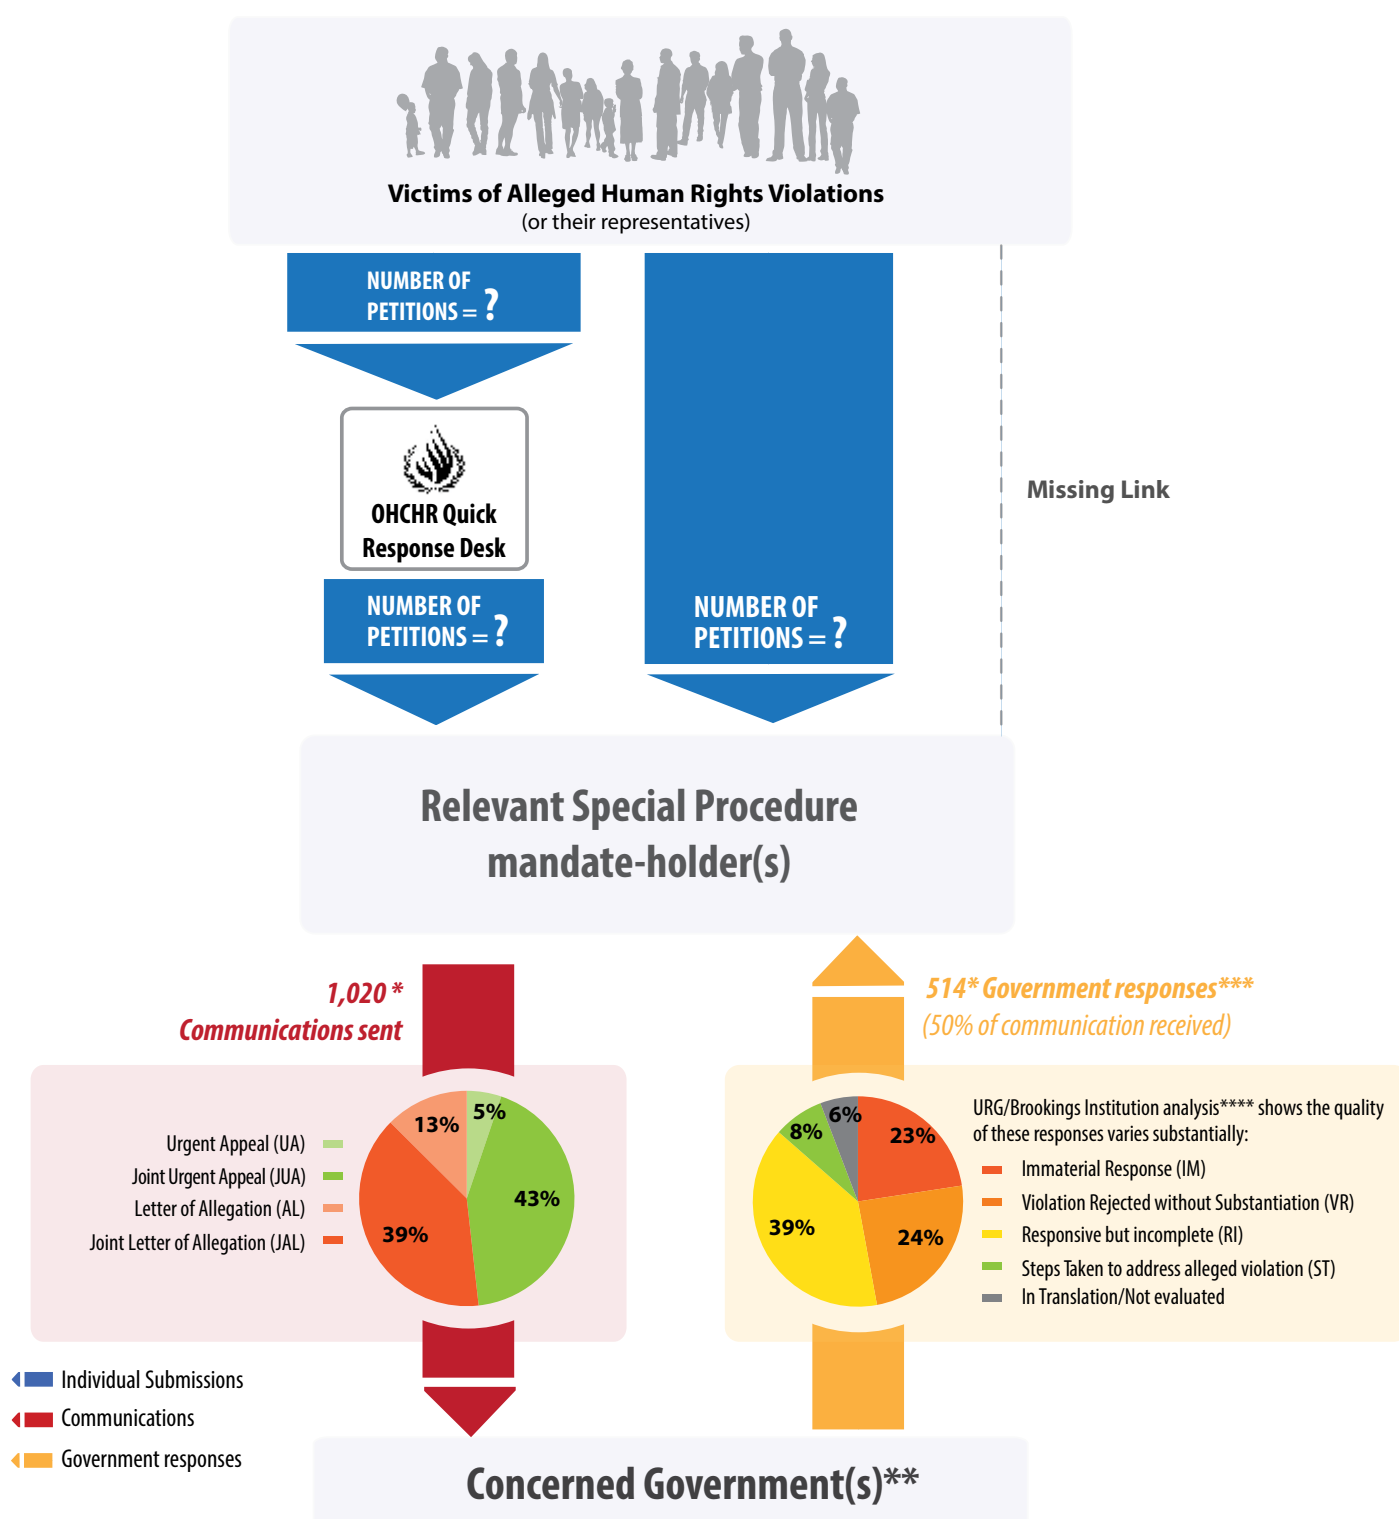 Victims of Alleged Human Rights Violations
(or their representatives)
NUMBER OF
PETITIONS = ?
OHCHR Quick
Response Desk
NUMBER OF
PETITIONS = ?
NUMBER OF
PETITIONS = ?
Missing Link
Relevant Special Procedure
mandate-holder(s)
1,020 *
Communications sent
514* Government responses***
(50% of communication received)
Urgent Appeal (UA)
Joint Urgent Appeal (JUA)
Letter of Allegation (AL)
Joint Letter of Allegation (JAL)
13%
5%
43%
39%
6%
8%
23%
39%
24%
URG/Brookings Institution analysis**** shows the quality
of these responses varies substantially:
Immaterial Response (IM)
Violation Rejected without Substantiation (VR)
Responsive but incomplete (RI)
Steps Taken to address alleged violation (ST)
In Translation/Not evaluated
Individual Submissions
Communications
Government responses
Concerned Government(s)**